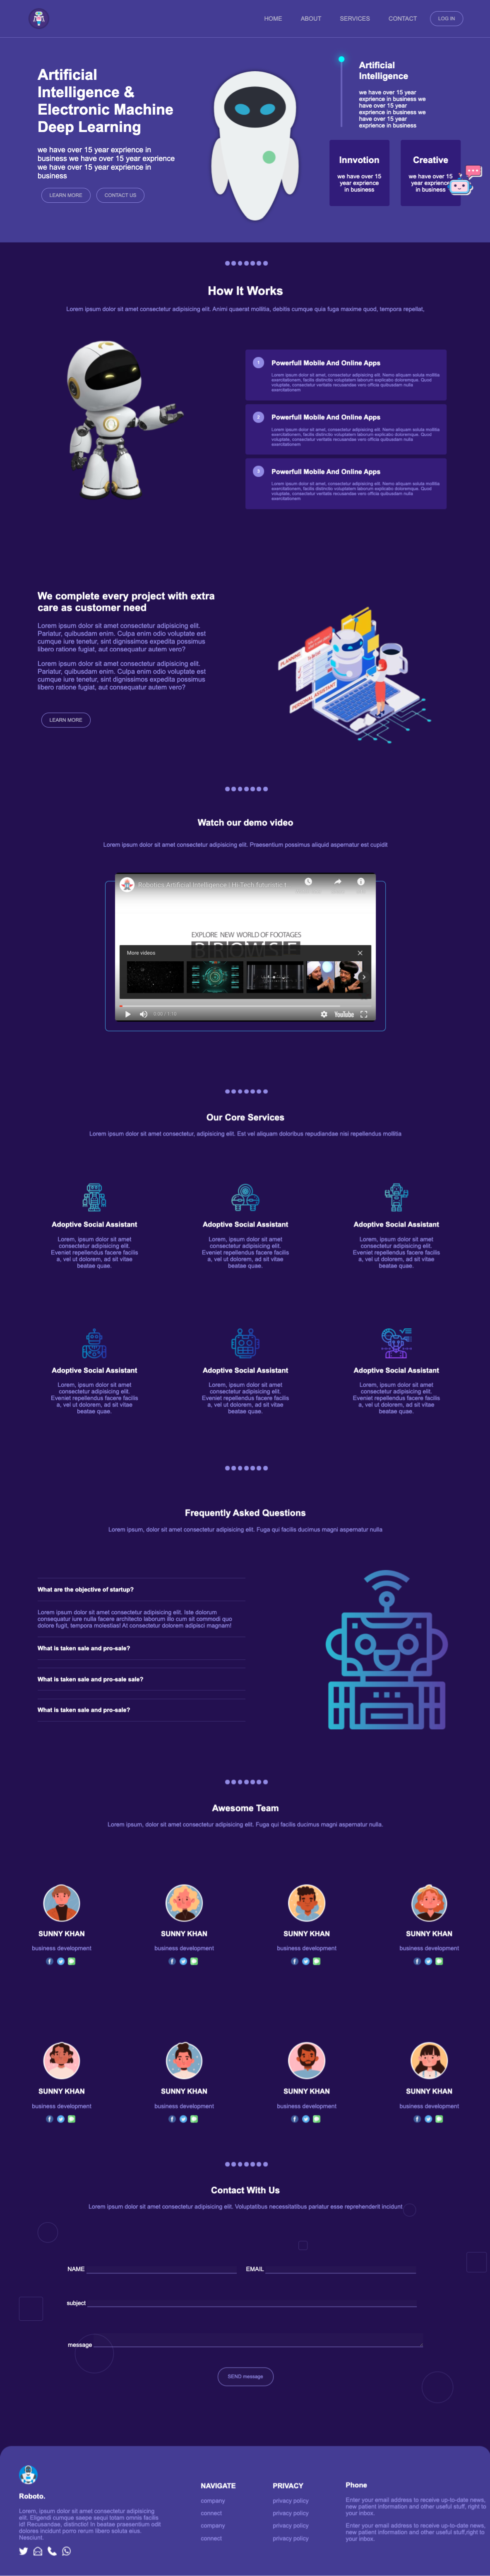 HOME ABOUT SERVICES CONTACT LOG IN
Artificial
Intelligence &
Electronic Machine
Deep Learning
we have over 15 year exprience in
business we have over 15 year exprience
we have over 15 year exprience in
business
LEARN MORE CONTACT US
Artificial
Intelligence
we have over 15 year
exprience in business we
have over 15 year
exprience in business we
have over 15 year
exprience in business
Innvotion
we have over 15
year exprience
in business
Creative
we have over 15
year exprience
in business
How It Works
Lorem ipsum dolor sit amet consectetur adipisicing elit. Animi quaerat mollitia, debitis cumque quia fuga maxime quod, tempora repellat,
1 Powerfull Mobile And Online Apps
Lorem ipsum dolor sit amet, consectetur adipisicing elit. Nemo aliquam soluta mollitia
exercitationem, facilis distinctio voluptatem laborum explicabo doloremque. Quod
voluptate, consectetur veritatis recusandae vero officia quibusdam nulla
exercitationem
2 Powerfull Mobile And Online Apps
Lorem ipsum dolor sit amet, consectetur adipisicing elit. Nemo aliquam soluta mollitia
exercitationem, facilis distinctio voluptatem laborum explicabo doloremque. Quod
voluptate, consectetur veritatis recusandae vero officia quibusdam nulla
exercitationem
3 Powerfull Mobile And Online Apps
Lorem ipsum dolor sit amet, consectetur adipisicing elit. Nemo aliquam soluta mollitia
exercitationem, facilis distinctio voluptatem laborum explicabo doloremque. Quod
voluptate, consectetur veritatis recusandae vero officia quibusdam nulla
exercitationem
We complete every project with extra
care as customer need
Lorem ipsum dolor sit amet consectetur adipisicing elit.
Pariatur, quibusdam enim. Culpa enim odio voluptate est
cumque iure tenetur, sint dignissimos expedita possimus
libero ratione fugiat, aut consequatur autem vero?
Lorem ipsum dolor sit amet consectetur adipisicing elit.
Pariatur, quibusdam enim. Culpa enim odio voluptate est
cumque iure tenetur, sint dignissimos expedita possimus
libero ratione fugiat, aut consequatur autem vero?
PERSONAL ASSISTANT
LEARN MORE
Watch our demo video
Lorem ipsum dolor sit amet consectetur adipisicing elit. Praesentium possimus aliquid aspernatur est cupidit
Robotics Artificial Intelligence | Hi-Tech futuristic t
EXPLORE NEW WORLD OF FOOTAGES
BROWSE
More videos
0:00 / 1:16 YouTube
Our Core Services
Lorem ipsum dolor sit amet consectetur, adipisicing elit. Est vel aliquam doloribus repudiandae nisi repellendus mollitia
Adoptive Social Assistant Adoptive Social Assistant Adoptive Social Assistant
Lorem, ipsum dolor sit amet Lorem, ipsum dolor sit amet Lorem, ipsum dolor sit amet
consectetur adipisicing elit. consectetur adipisicing elit. consectetur adipisicing elit.
Eveniet repellendus facere facilis Eveniet repellendus facere facilis Eveniet repellendus facere facilis
a, vel ut dolorem, ad sit vitae a, vel ut dolorem, ad sit vitae a, vel ut dolorem, ad sit vitae
beatae quae. beatae quae. beatae quae.
Adoptive Social Assistant Adoptive Social Assistant Adoptive Social Assistant
Lorem, ipsum dolor sit amet Lorem, ipsum dolor sit amet Lorem, ipsum dolor sit amet
consectetur adipisicing elit. consectetur adipisicing elit. consectetur adipisicing elit.
Eveniet repellendus facere facilis Eveniet repellendus facere facilis Eveniet repellendus facere facilis
a, vel ut dolorem, ad sit vitae a, vel ut dolorem, ad sit vitae a, vel ut dolorem, ad sit vitae
beatae quae. beatae quae. beatae quae.
Frequently Asked Questions
Lorem ipsum, dolor sit amet consectetur adipisicing elit. Fuga qui facilis ducimus magni aspernatur nulla
What are the objective of startup?
Lorem ipsum dolor sit amet consectetur adipisicing elit. Iste dolorum
consequatur iure nulla facere architecto laborum illo cum sit commodi quo
dolore fugit, tempora molestiae! At consectetur dolorem adipisci magnam!
What is taken sale and pro-sale?
What is taken sale and pro-sale sale?
What is taken sale and pro-sale?
Awesome Team
Lorem ipsum, dolor sit amet consectetur adipisicing elit. Fuga qui facilis ducimus magni aspernatur nulla.
SUNNY KHAN SUNNY KHAN SUNNY KHAN SUNNY KHAN
business development business development business development business development
SUNNY KHAN SUNNY KHAN SUNNY KHAN SUNNY KHAN
business development business development business development business development
Contact With Us
Lorem ipsum dolor sit amet consectetur adipisicing elit. Voluptatibus necessitatibus pariatur esse reprehenderit incidunt
NAME EMAIL
subject
message
SEND message
Roboto.
Lorem, ipsum dolor sit amet consectetur adipisicing
elit. Eligendi cumque saepe sequi totam omnis facilis
sit Recusandae, distinctio! In beatae praesentium odit
dolores incidunt porro rerum libero soluta eius.
Nesciunt.
NAVIGATE
company
connect
company
connect
PRIVACY
privacy policy
privacy policy
privacy policy
privacy policy
Phone
Enter your email address to receive up-to-date news,
new patient information and other useful stuff, right to
your inbox.
Enter your email address to receive up-to-date news,
new patient information and other useful stuff,right to
your inbox.